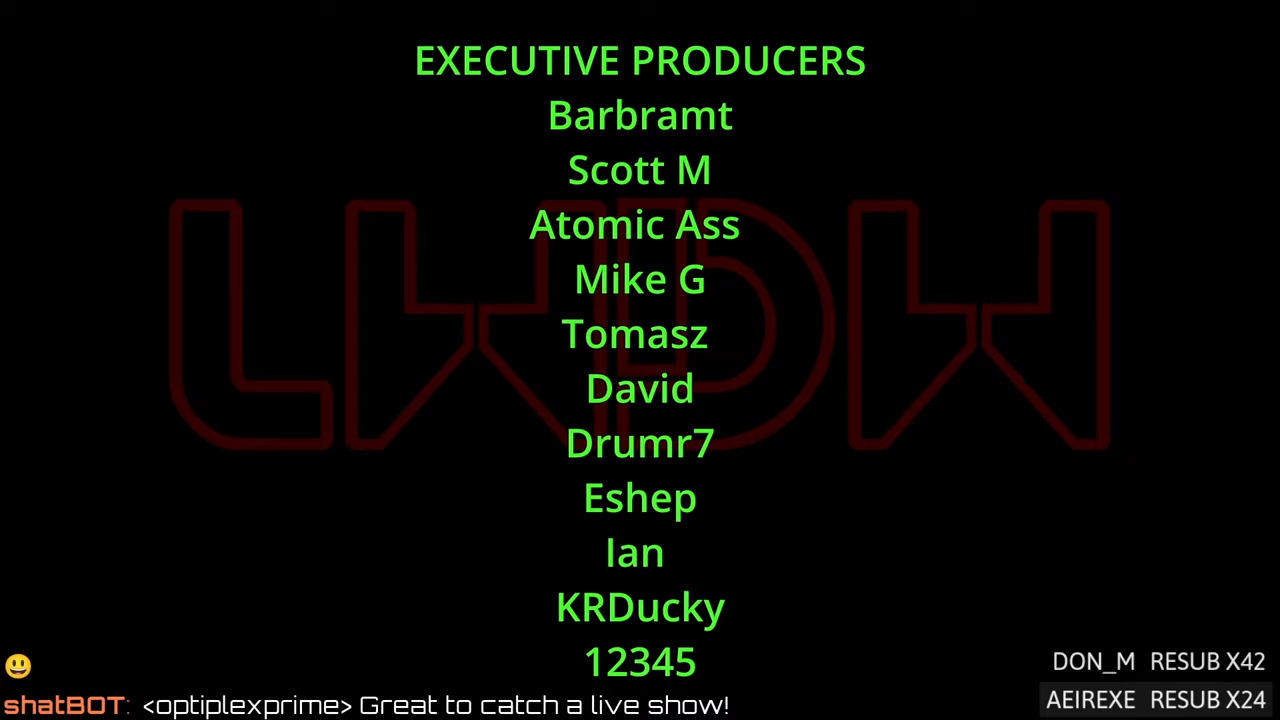 EXECUTIVE PRODUCERS
Barbramt
Scott M
Atomic Ass
Mike G
Tomasz
David
Drumr7
Eshep
Ian
KRDucky
12345
LWDW
DON_M RESUB X42
AEIREXE RESUB X24
shatBOT: <optiplexprime> Great to catch a live show!